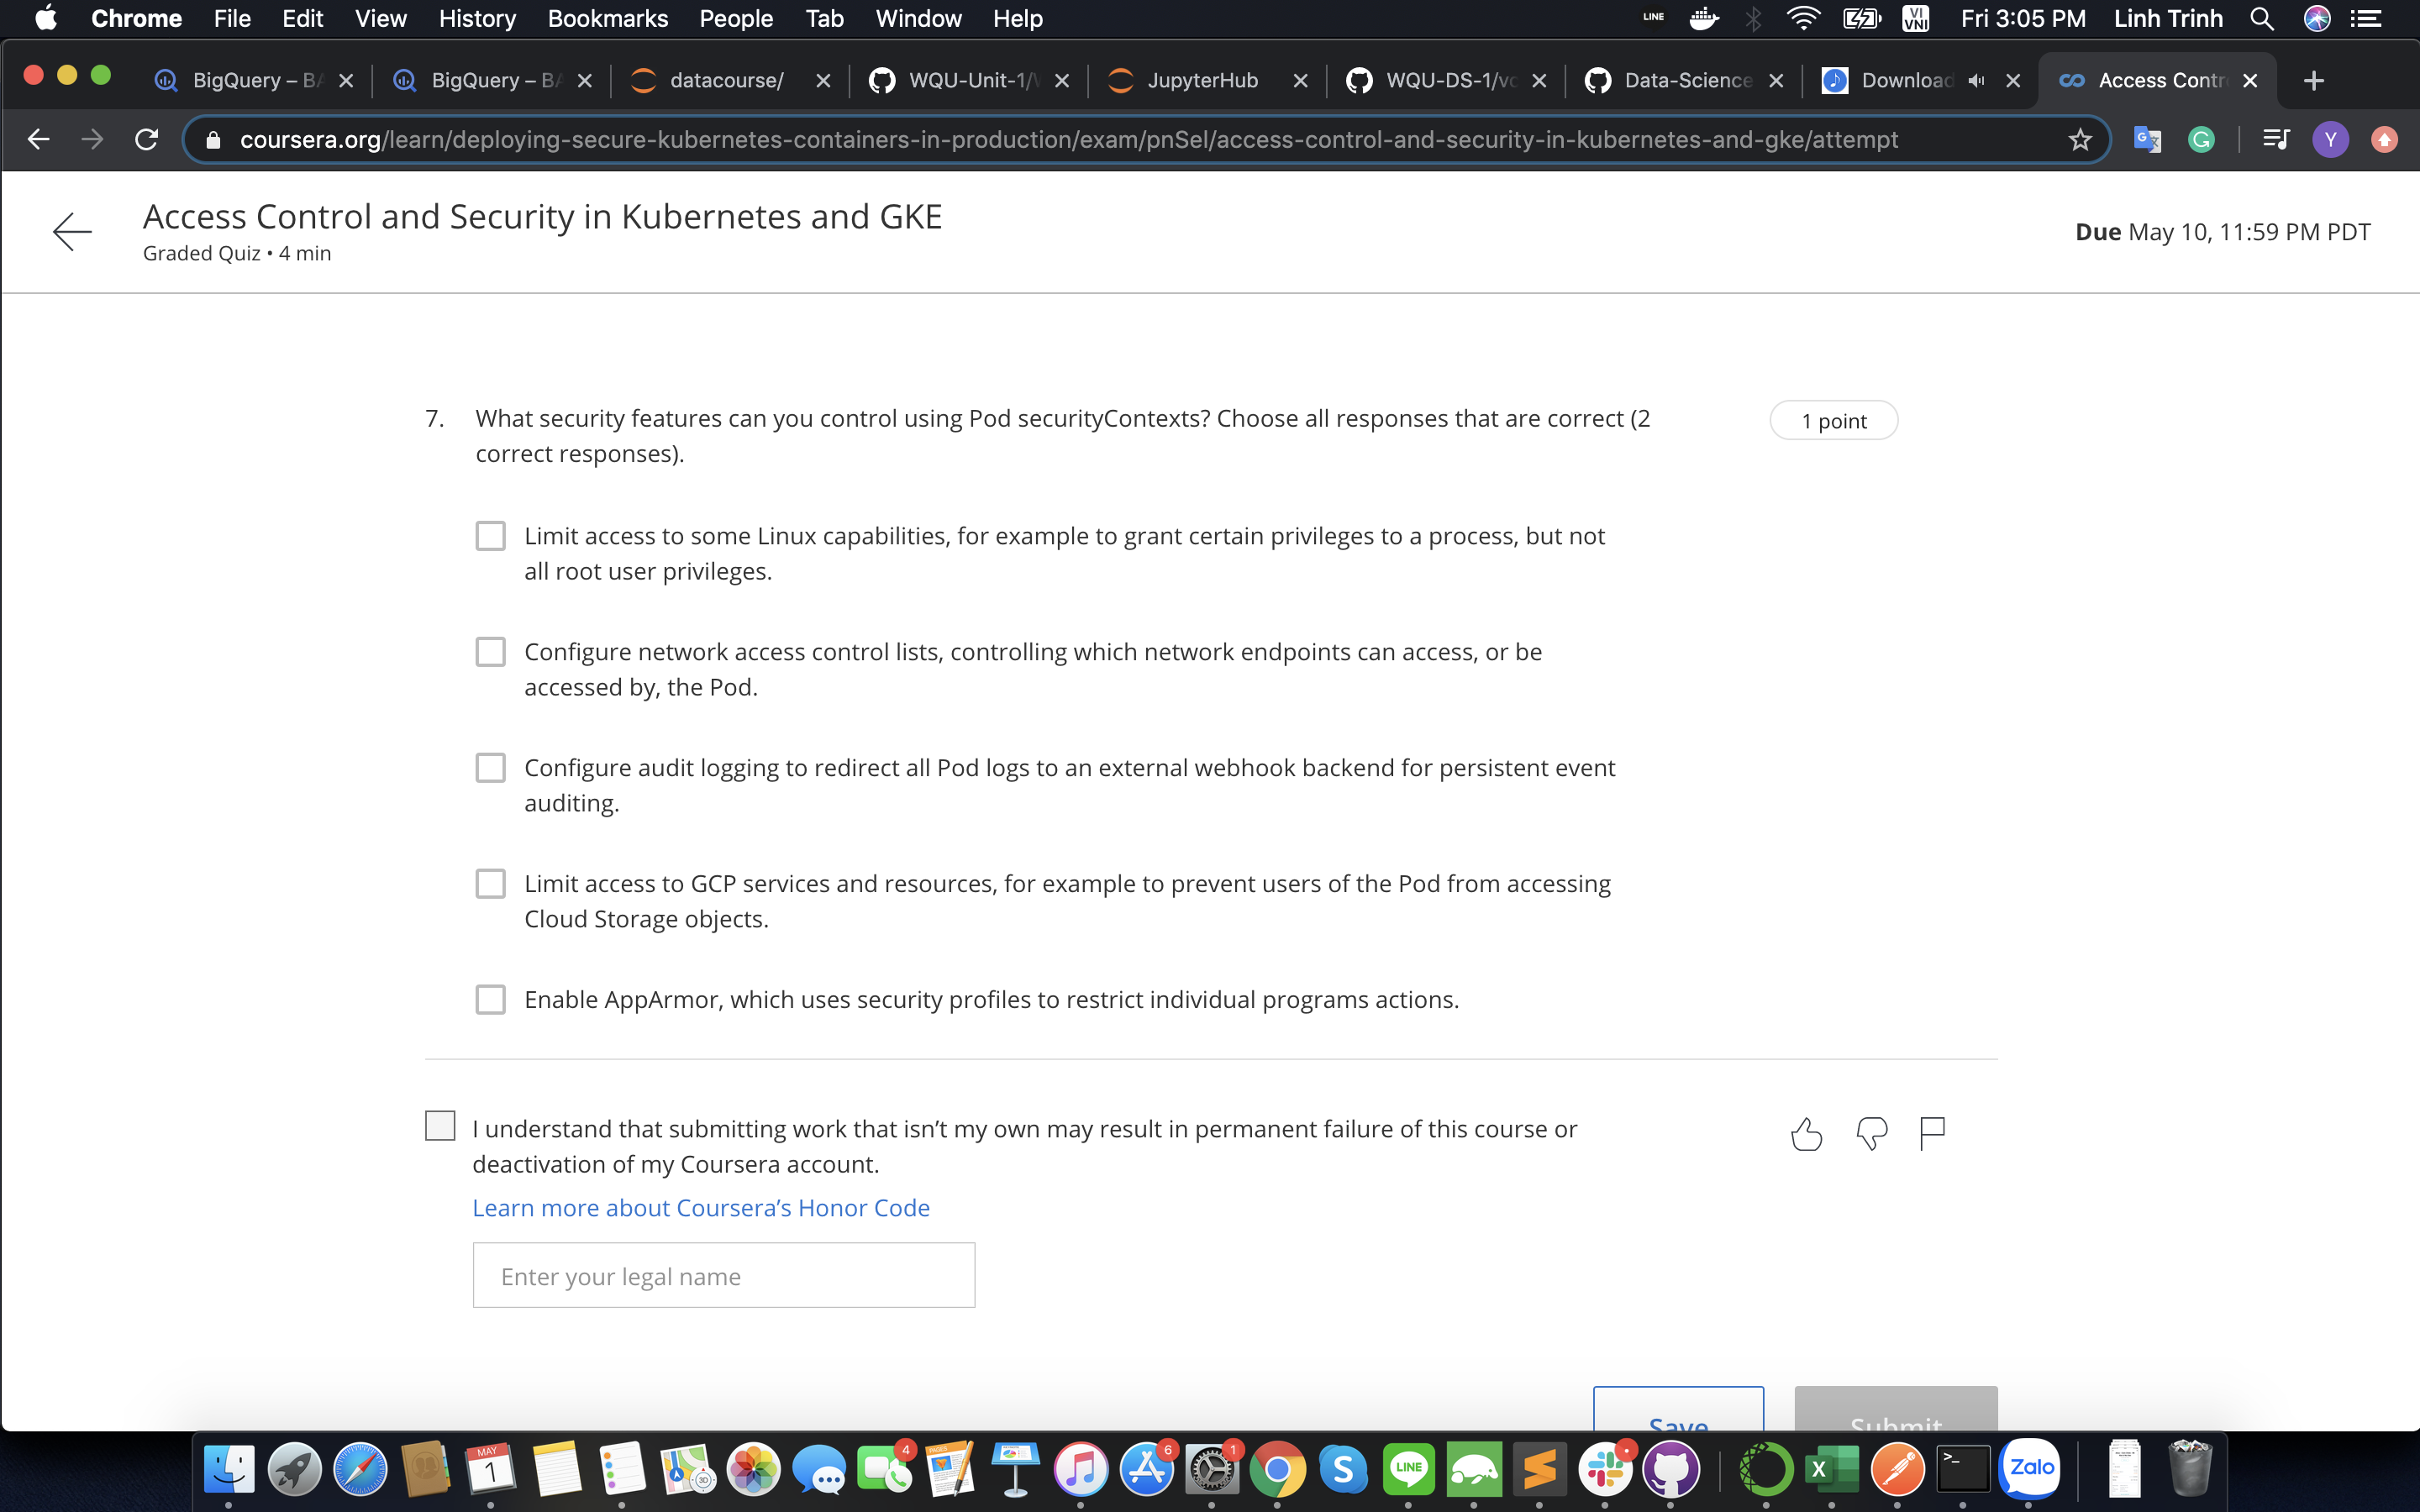 Chrome File Edit View History Bookmarks People Tab Window Help LINE VI VNI Fri 3:05 PM Linh Trinh
BigQuery – BA BigQuery – BA datacourse/ WQU-Unit-1/ JupyterHub WQU-DS-1/vo Data-Science Download Access Contr
coursera.org/learn/deploying-secure-kubernetes-containers-in-production/exam/pnSel/access-control-and-security-in-kubernetes-and-gke/attempt Y
Access Control and Security in Kubernetes and GKE
Graded Quiz • 4 min
Due May 10, 11:59 PM PDT
7. What security features can you control using Pod securityContexts? Choose all responses that are correct (2
correct responses).
1 point
Limit access to some Linux capabilities, for example to grant certain privileges to a process, but not
all root user privileges.
Configure network access control lists, controlling which network endpoints can access, or be
accessed by, the Pod.
Configure audit logging to redirect all Pod logs to an external webhook backend for persistent event
auditing.
Limit access to GCP services and resources, for example to prevent users of the Pod from accessing
Cloud Storage objects.
Enable AppArmor, which uses security profiles to restrict individual programs actions.
I understand that submitting work that isn't my own may result in permanent failure of this course or
deactivation of my Coursera account.
Learn more about Coursera's Honor Code
Enter your legal name
Save Submit
MAY 1 3D 4 PAGES 6 1 S LINE X >_ Zalo